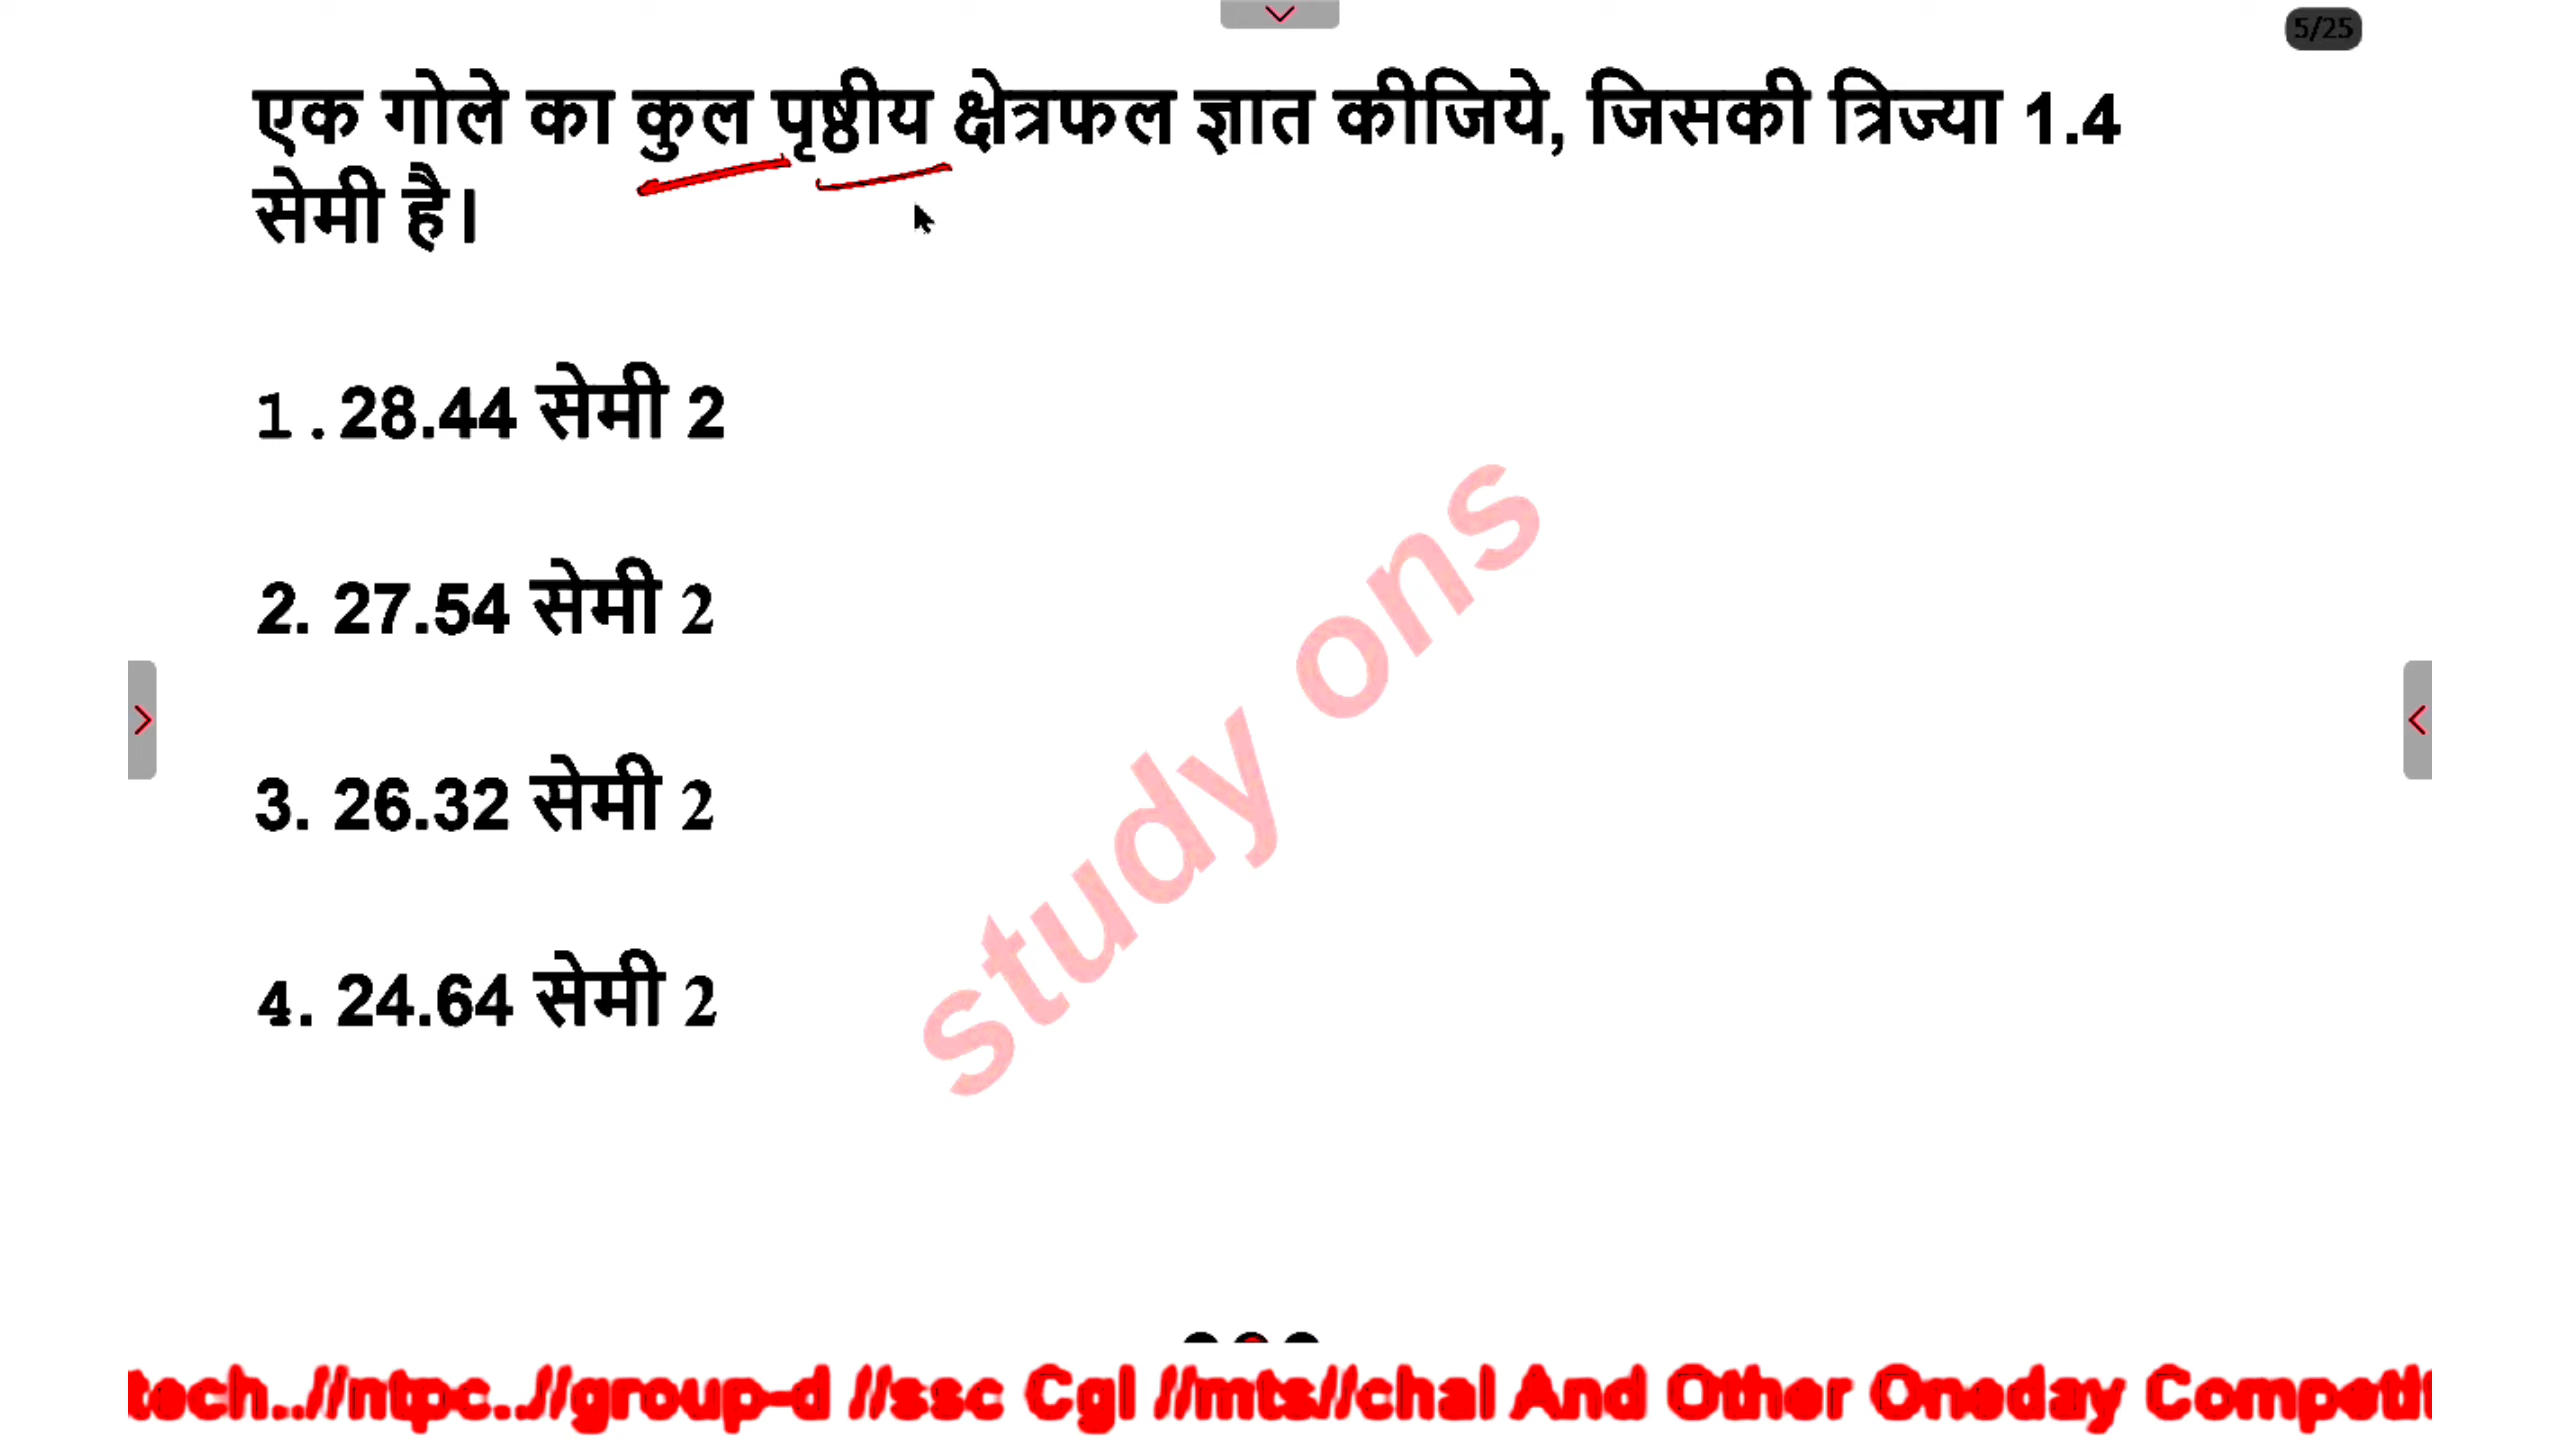 5/25
एक गोले का कुल पृष्ठीय क्षेत्रफल ज्ञात कीजिये, जिसकी त्रिज्या 1.4
सेमी है।
1.28.44 सेमी 2
2. 27.54 सेमी 2
3. 26.32 सेमी 2
4. 24.64 सेमी 2
study ons
tech..//ntpc..//group-d //ssc Cgl //mts//chal And Other Oneday Competit